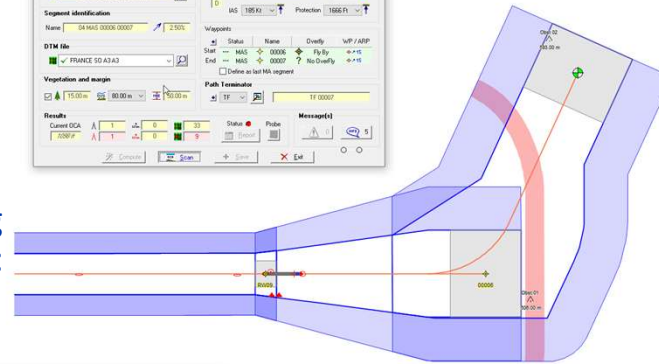 IAS 185 Kt Protection 1666 Ft
Segment identification
Name 04 MAS 00006 00007 2.50%
Waypoints
Status Name Overfly WP / ARP
Start MAS 00006 Fly By
End MAS 00007 ? No Overfly
Define as last MA segment
DTM file
FRANCE SO A3 A3
Path Terminator
TF TF 00007
Vegetation and margin
15.00 m 80.00 m 50.00 m
Results
Current OCA 1 0 33
1 0 9
Status Probe
Report
Message(s)
0 5
Compute Scan Save Exit
Obst 02
RW09
00006
Obst 01